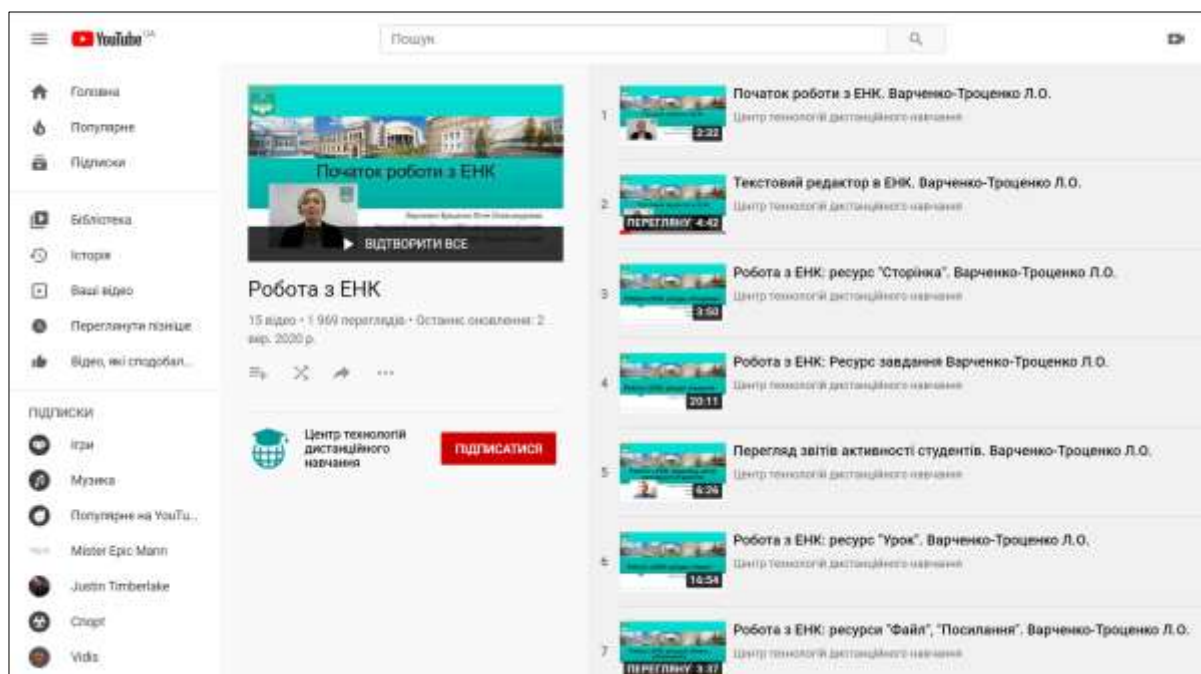 YouTube UA
Пошук
Головна
Популярне
Підписки
Бібліотека
Історія
Ваші відео
Переглянути пізніше
Відео, які сподобал...
ПІДПИСКИ
Ігри
Музика
Популярне на YouTu...
Mister Epic Mann
Justin Timberlake
Спорт
Vidis
Початок роботи з ЕНК
ВІДТВОРИТИ ВСЕ
Робота з ЕНК
15 відео • 1 969 переглядів • Останнє оновлення: 2
вер. 2020 р.
Центр технологій
дистанційного
навчання
ПІДПИСАТИСЯ
1
3:32
Початок роботи з ЕНК. Варченко-Троценко Л.О.
Центр технологій дистанційного навчання
2
ПЕРЕГЛЯНУ 4:42
Текстовий редактор в ЕНК. Варченко-Троценко Л.О.
Центр технологій дистанційного навчання
3
3:50
Робота з ЕНК: ресурс "Сторінка". Варченко-Троценко Л.О.
Центр технологій дистанційного навчання
4
20:11
Робота з ЕНК: Ресурс завдання Варченко-Троценко Л.О.
Центр технологій дистанційного навчання
5
6:26
Перегляд звітів активності студентів. Варченко-Троценко Л.О.
Центр технологій дистанційного навчання
6
16:54
Робота з ЕНК: ресурс "Урок". Варченко-Троценко Л.О.
Центр технологій дистанційного навчання
7
ПЕРЕГЛЯНУ 3:37
Робота з ЕНК: ресурси "Файл", "Посилання". Варченко-Троценко Л.О.
Центр технологій дистанційного навчання